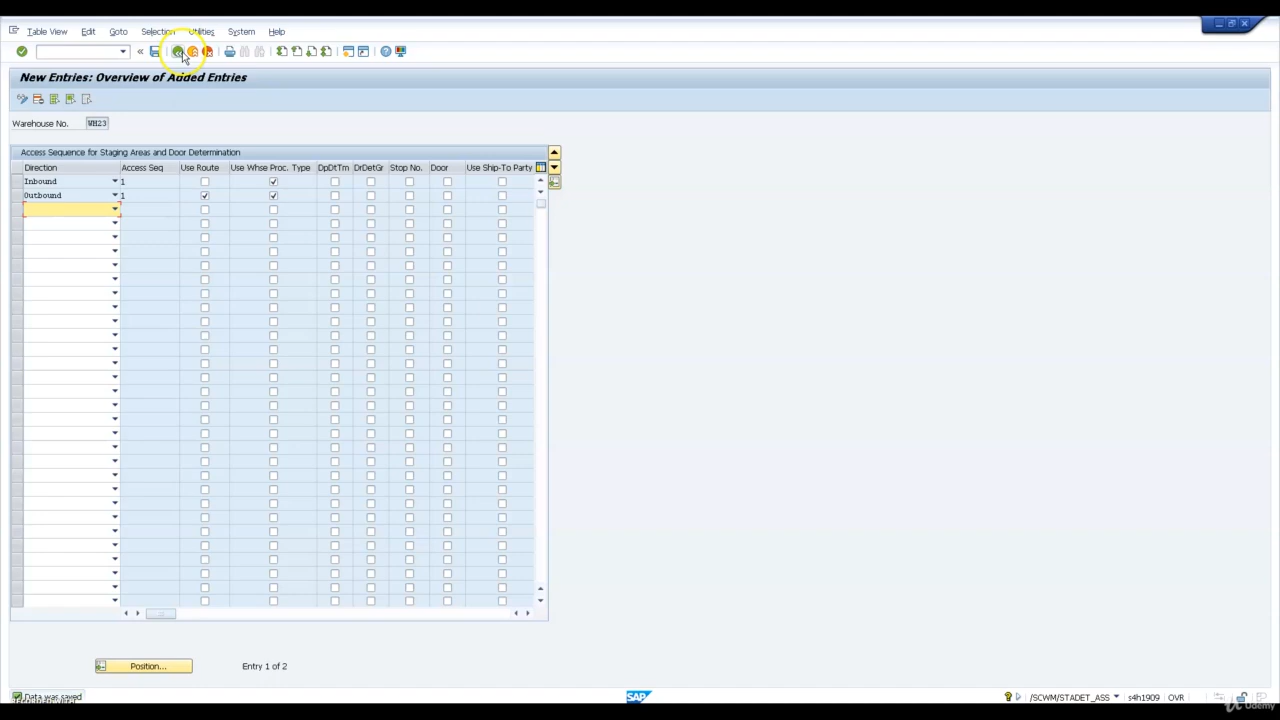 Table View Edit Goto Selection Utilities System Help
New Entries: Overview of Added Entries
Warehouse No. WH23
Access Sequence for Staging Areas and Door Determination
Direction Access Seq Use Route Use Whse Proc. Type DpDtTm DrDetGr Stop No. Door Use Ship-To Party
Inbound 1
Outbound 1
Position... Entry 1 of 2
Data was saved SAP /SCWM/STADET_ASS s4h1909 OVR
Udemy